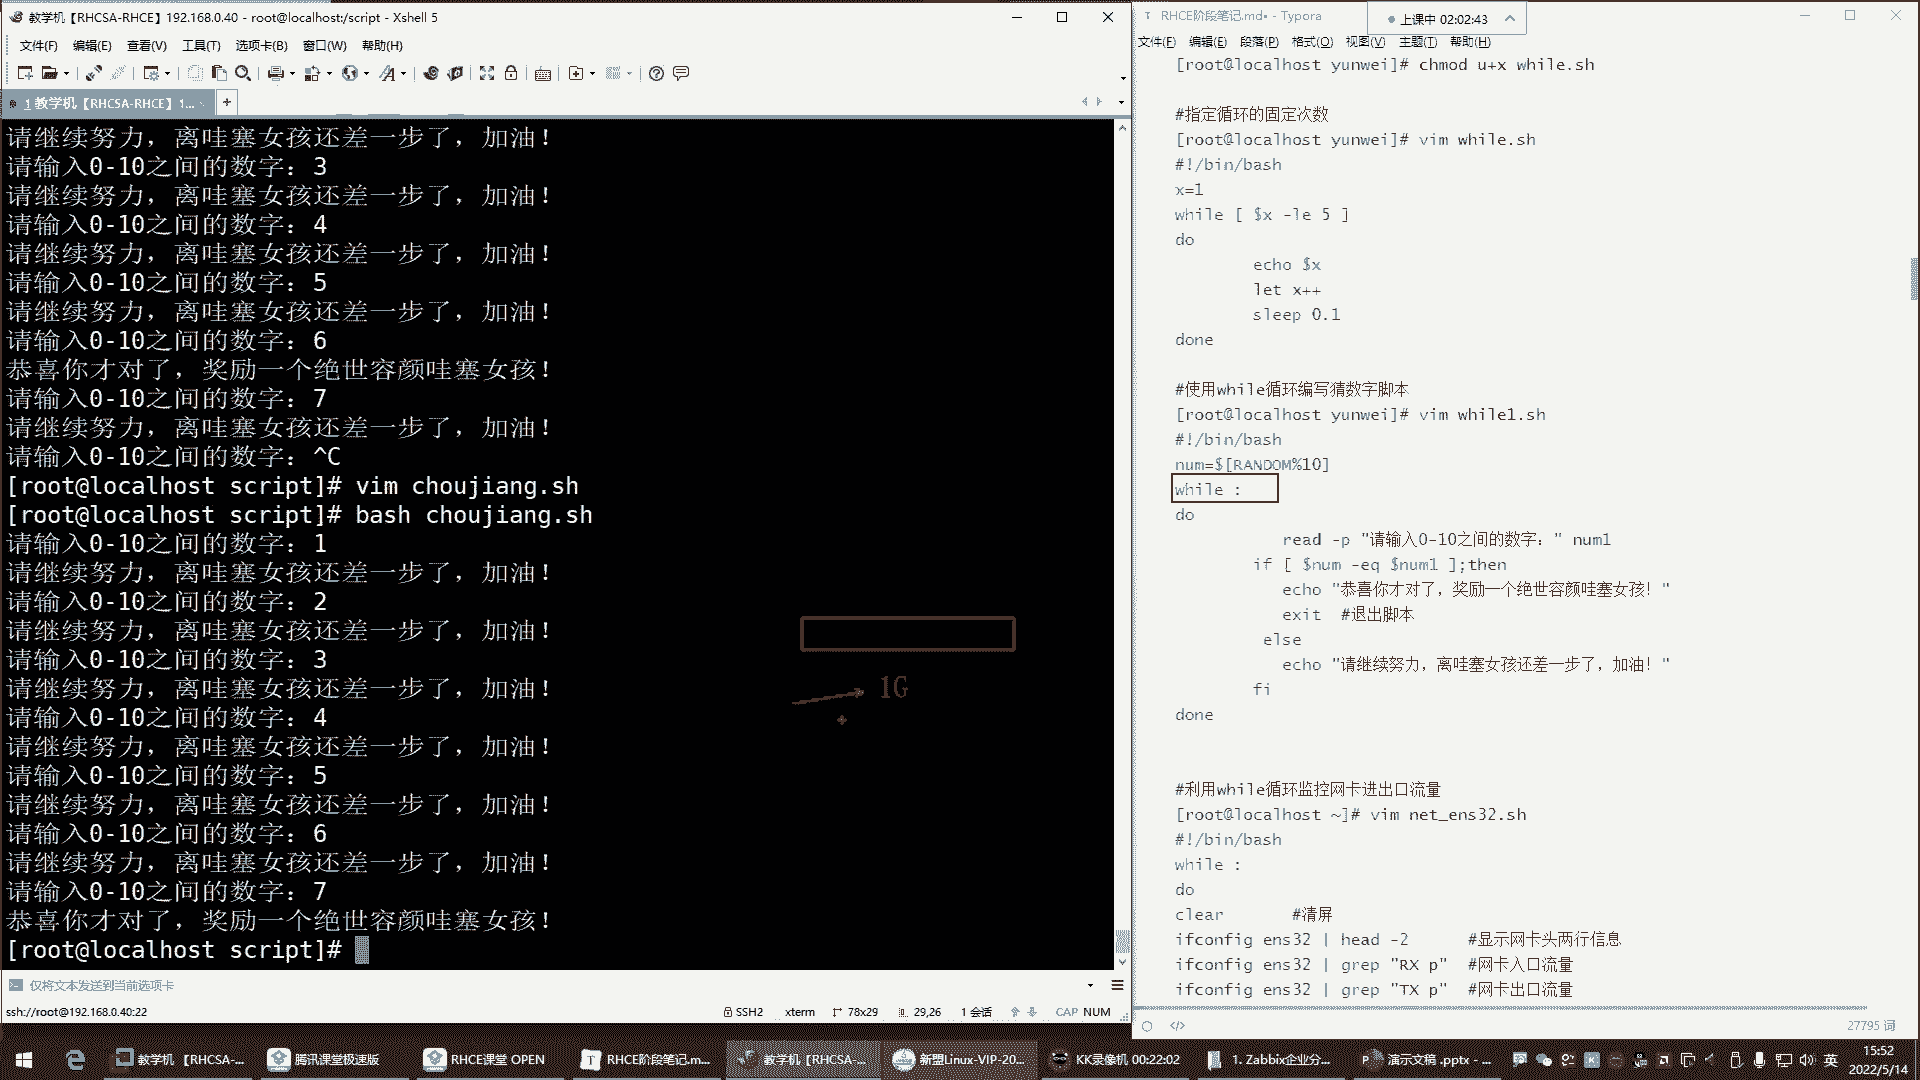 教学机【RHCSA-RHCE】192.168.0.40 - root@localhost:/script - Xshell 5
文件(F) 编辑(E) 查看(V) 工具(T) 选项卡(B) 窗口(W) 帮助(H)
1 教学机【RHCSA-RHCE】1...
请继续努力，离哇塞女孩还差一步了，加油！
请输入0-10之间的数字：3
请继续努力，离哇塞女孩还差一步了，加油！
请输入0-10之间的数字：4
请继续努力，离哇塞女孩还差一步了，加油！
请输入0-10之间的数字：5
请继续努力，离哇塞女孩还差一步了，加油！
请输入0-10之间的数字：6
恭喜你才对了，奖励一个绝世容颜哇塞女孩！
请输入0-10之间的数字：7
请继续努力，离哇塞女孩还差一步了，加油！
请输入0-10之间的数字：^C
[root@localhost script]# vim choujiang.sh
[root@localhost script]# bash choujiang.sh
请输入0-10之间的数字：1
请继续努力，离哇塞女孩还差一步了，加油！
请输入0-10之间的数字：2
请继续努力，离哇塞女孩还差一步了，加油！
请输入0-10之间的数字：3
请继续努力，离哇塞女孩还差一步了，加油！
请输入0-10之间的数字：4
请继续努力，离哇塞女孩还差一步了，加油！
请输入0-10之间的数字：5
请继续努力，离哇塞女孩还差一步了，加油！
请输入0-10之间的数字：6
请继续努力，离哇塞女孩还差一步了，加油！
请输入0-10之间的数字：7
恭喜你才对了，奖励一个绝世容颜哇塞女孩！
[root@localhost script]#
1G
仅将文本发送到当前选项卡
ssh://root@192.168.0.40:22 SSH2 xterm 78x29 29,26 1 会话 CAP NUM
RHCE阶段笔记.md• - Typora
上课中 02:02:43
文件(F) 编辑(E) 段落(P) 格式(O) 视图(V) 主题(T) 帮助(H)
[root@localhost yunwei]# chmod u+x while.sh
#指定循环的固定次数
[root@localhost yunwei]# vim while.sh
#!/bin/bash
x=1
while [ $x -le 5 ]
do
echo $x
let x++
sleep 0.1
done
#使用while循环编写猜数字脚本
[root@localhost yunwei]# vim while1.sh
#!/bin/bash
num=$[RANDOM%10]
while :
do
read -p "请输入0-10之间的数字：" num1
if [ $num -eq $num1 ];then
echo "恭喜你才对了，奖励一个绝世容颜哇塞女孩！"
exit #退出脚本
else
echo "请继续努力，离哇塞女孩还差一步了，加油！"
fi
done
#利用while循环监控网卡进出口流量
[root@localhost ~]# vim net_ens32.sh
#!/bin/bash
while :
do
clear #清屏
ifconfig ens32 | head -2 #显示网卡头两行信息
ifconfig ens32 | grep "RX p" #网卡入口流量
ifconfig ens32 | grep "TX p" #网卡出口流量
</> 27795 词
教学机 【RHCSA-... 腾讯课堂极速版 RHCE课堂 OPEN RHCE阶段笔记.m... 教学机【RHCSA-... 新盟Linux-VIP-20... KK录像机 00:22:02 1. Zabbix企业分... 演示文稿 .pptx - ... 英 15:52
2022/5/14